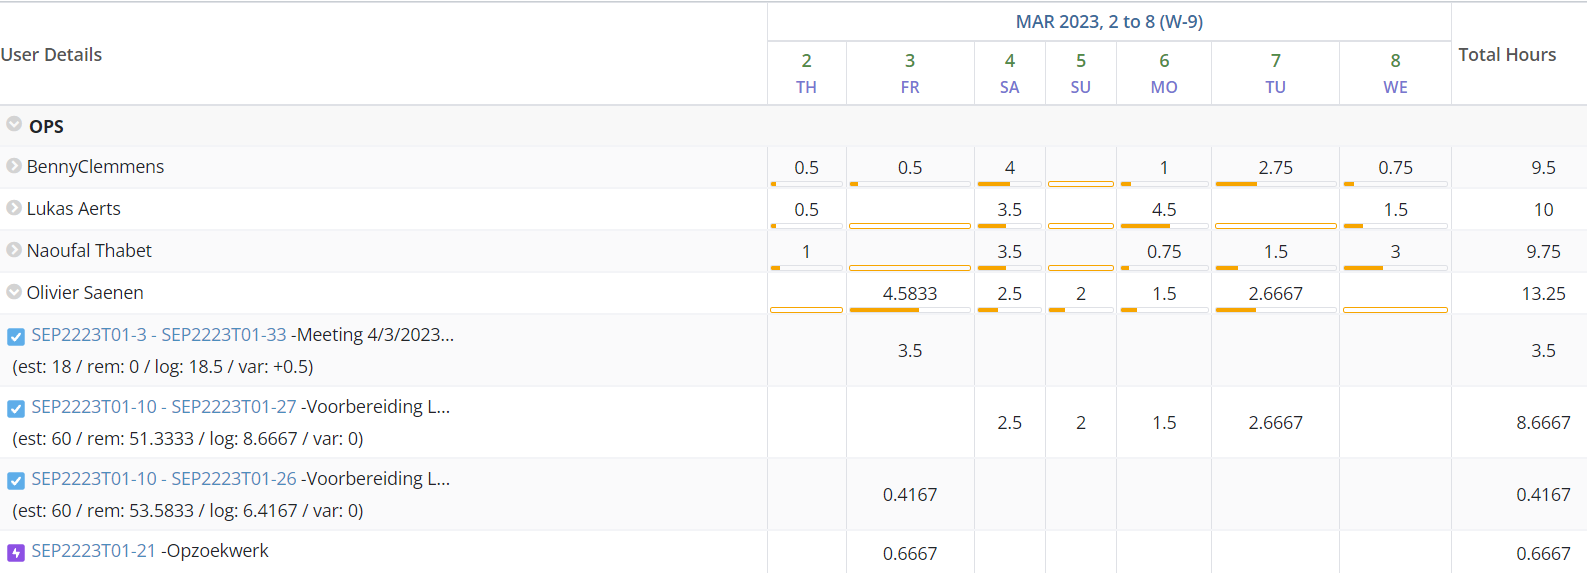 MAR 2023, 2 to 8 (W-9)
User Details 2 3 4 5 6 7 8 Total Hours
TH FR SA SU MO TU WE
OPS
BennyClemmens 0.5 0.5 4 1 2.75 0.75 9.5
Lukas Aerts 0.5 3.5 4.5 1.5 10
Naoufal Thabet 1 3.5 0.75 1.5 3 9.75
Olivier Saenen 4.5833 2.5 2 1.5 2.6667 13.25
SEP2223T01-3 - SEP2223T01-33 -Meeting 4/3/2023...
(est: 18 / rem: 0 / log: 18.5 / var: +0.5) 3.5 3.5
SEP2223T01-10 - SEP2223T01-27 -Voorbereiding L...
(est: 60 / rem: 51.3333 / log: 8.6667 / var: 0) 2.5 2 1.5 2.6667 8.6667
SEP2223T01-10 - SEP2223T01-26 -Voorbereiding L...
(est: 60 / rem: 53.5833 / log: 6.4167 / var: 0) 0.4167 0.4167
SEP2223T01-21 -Opzoekwerk 0.6667 0.6667